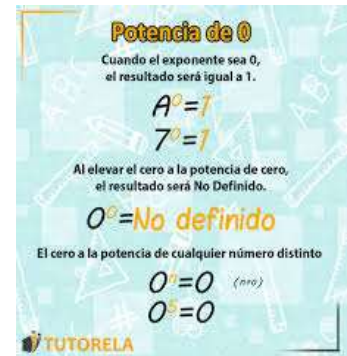 Potencia de 0
Cuando el exponente sea 0,
el resultado será igual a 1.
A⁰=1
7⁰=1
Al elevar el cero a la potencia de cero,
el resultado será No Definido.
0⁰=No definido
El cero a la potencia de cualquier número distinto
0ⁿ=0 (n≠0)
0⁵=0
TUTORELA